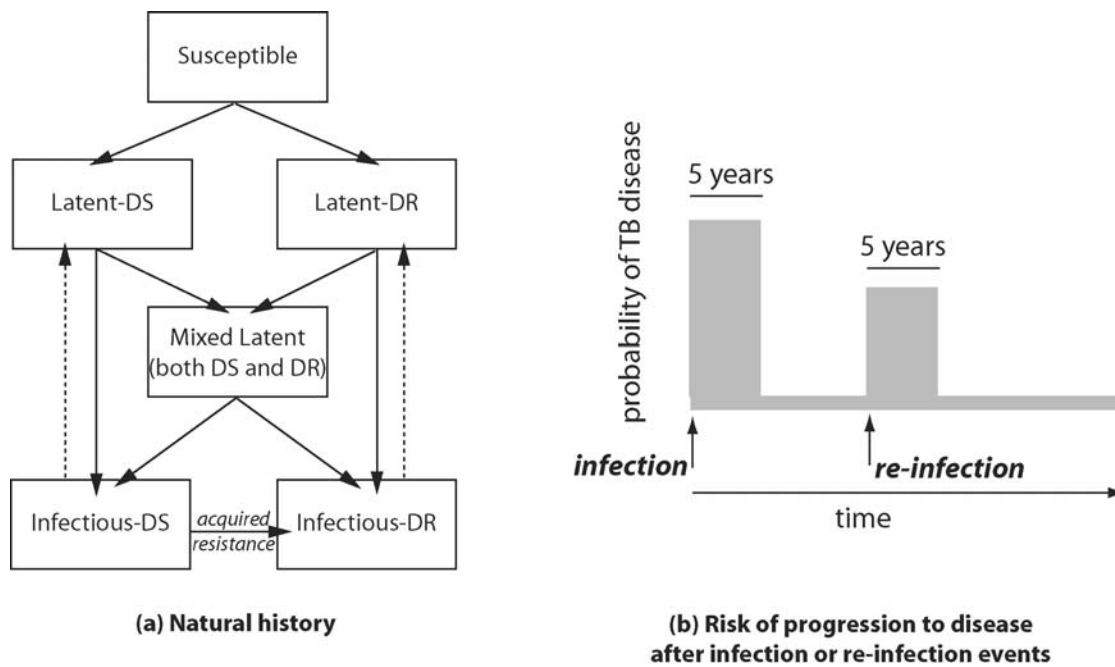 Susceptible
Latent-DS
Latent-DR
Mixed Latent
(both DS and DR)
Infectious-DS
acquired
resistance
Infectious-DR
(a) Natural history
probability of TB disease
5 years
5 years
infection
re-infection
time
(b) Risk of progression to disease
after infection or re-infection events